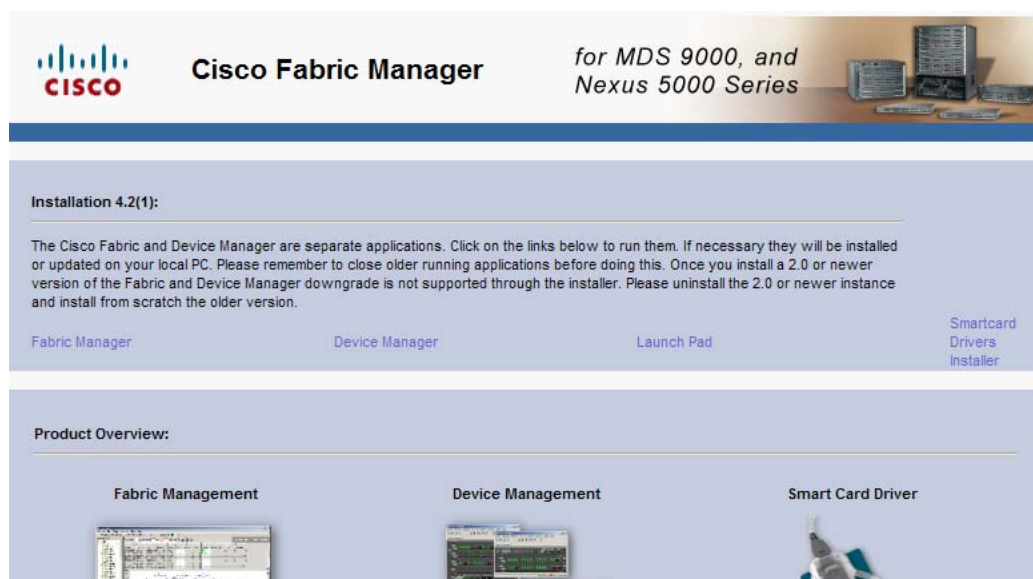 CISCO
Cisco Fabric Manager
for MDS 9000, and
Nexus 5000 Series
Installation 4.2(1):
The Cisco Fabric and Device Manager are separate applications. Click on the links below to run them. If necessary they will be installed
or updated on your local PC. Please remember to close older running applications before doing this. Once you install a 2.0 or newer
version of the Fabric and Device Manager downgrade is not supported through the installer. Please uninstall the 2.0 or newer instance
and install from scratch the older version.
Fabric Manager
Device Manager
Launch Pad
Smartcard
Drivers
Installer
Product Overview:
Fabric Management
Device Management
Smart Card Driver